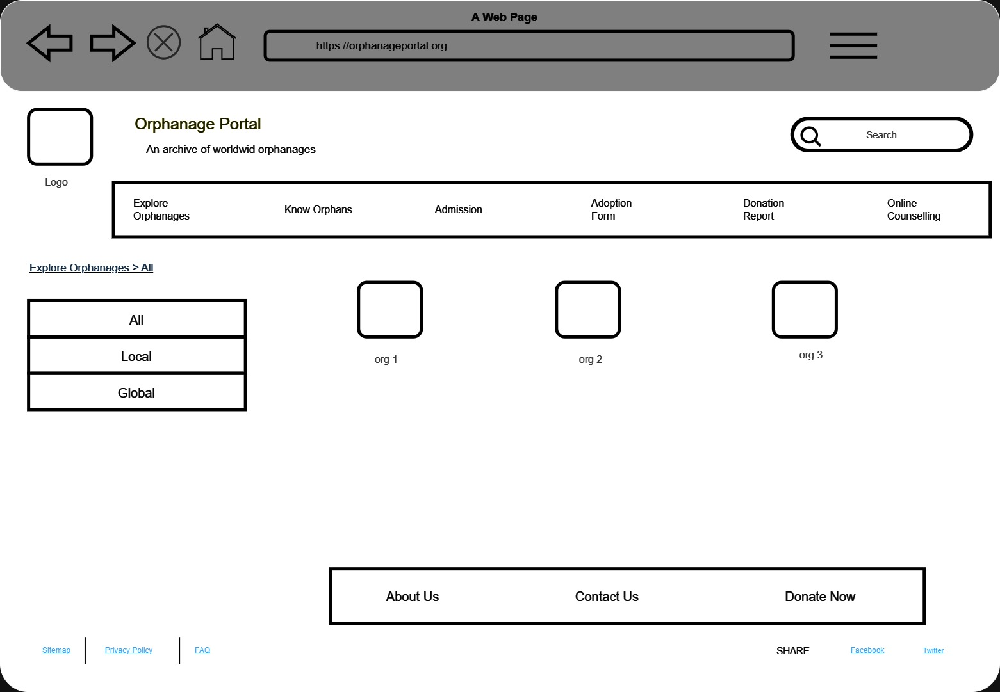 A Web Page
https://orphanageportal.org
Orphanage Portal
An archive of worldwid orphanages
Search
Logo
Explore
Orphanages
Know Orphans
Admission
Adoption
Form
Donation
Report
Online
Counselling
Explore Orphanages > All
All
Local
Global
org 1
org 2
org 3
About Us
Contact Us
Donate Now
Sitemap
Privacy Policy
FAQ
SHARE
Facebook
Twitter